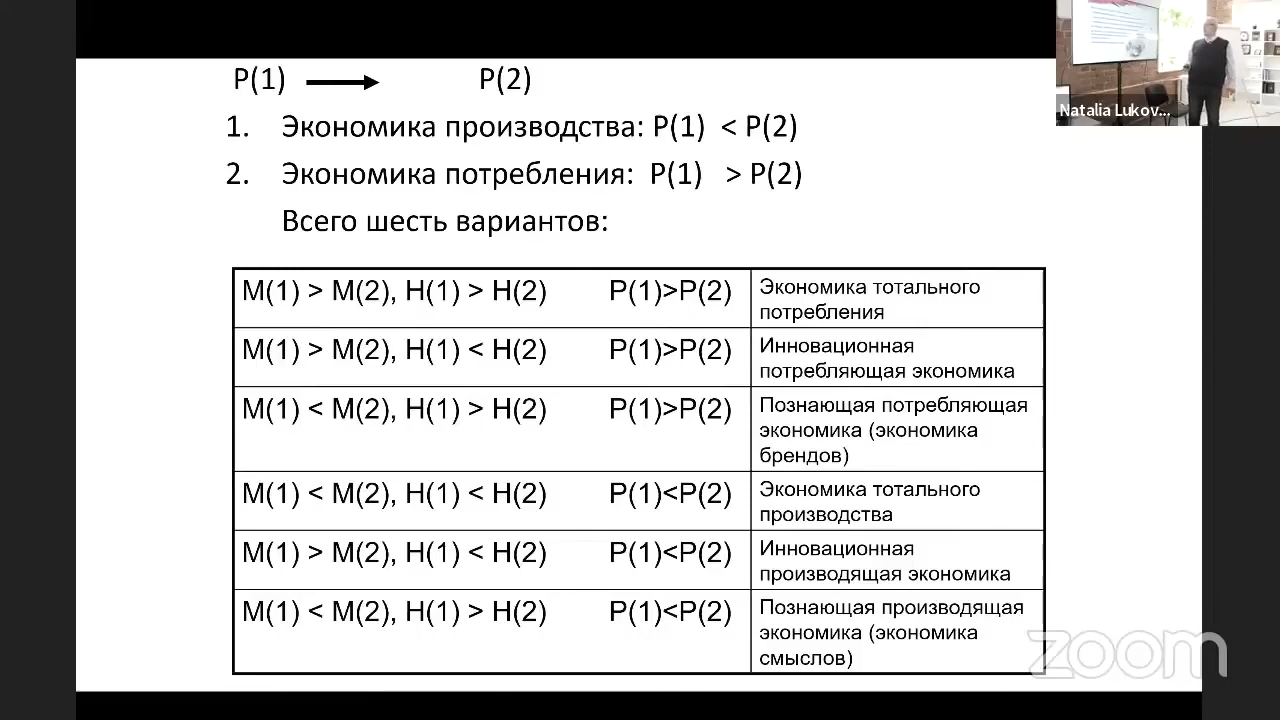 Natalia Lukov...
P(1) → P(2)
1. Экономика производства: P(1) < P(2)
2. Экономика потребления: P(1) > P(2)
Всего шесть вариантов:
М(1) > М(2), Н(1) > Н(2) Р(1)>Р(2)
Экономика тотального
потребления
М(1) > М(2), Н(1) < Н(2) Р(1)>Р(2)
Инновационная
потребляющая экономика
М(1) < М(2), Н(1) > Н(2) Р(1)>Р(2)
Познающая потребляющая
экономика (экономика
брендов)
М(1) < М(2), Н(1) < Н(2) Р(1)<Р(2)
Экономика тотального
производства
М(1) > М(2), Н(1) < Н(2) Р(1)<Р(2)
Инновационная
производящая экономика
М(1) < М(2), Н(1) > Н(2) Р(1)<Р(2)
Познающая производящая
экономика (экономика
смыслов)
zoom